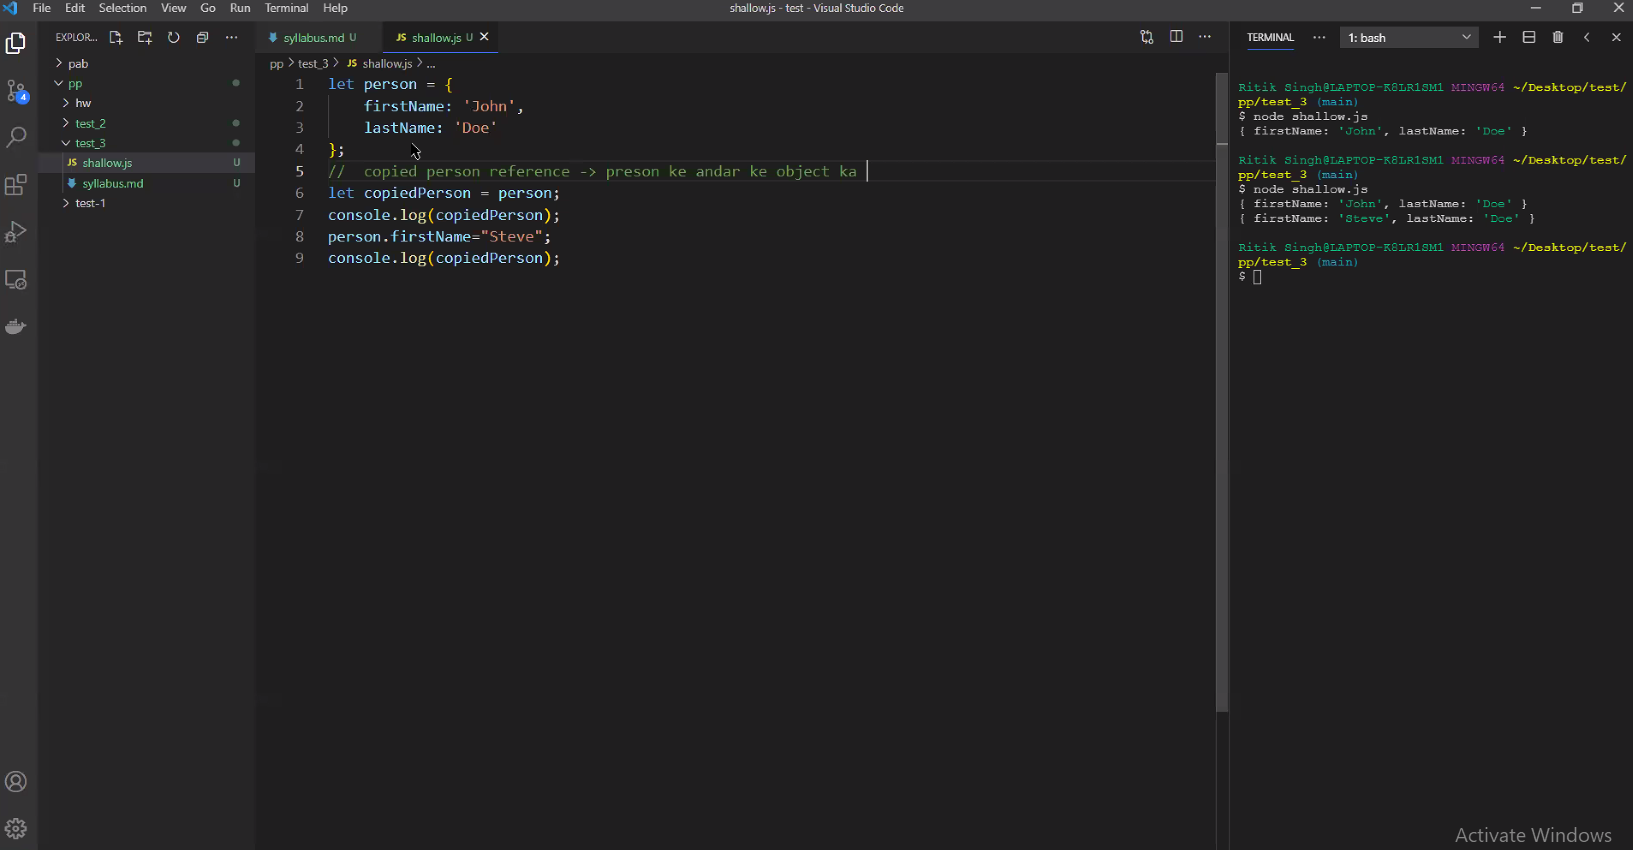 File Edit Selection View Go Run Terminal Help
shallow.js - test - Visual Studio Code
EXPLOR...
pab
pp
hw
test_2
test_3
JS shallow.js U
syllabus.md U
test-1
4
syllabus.md U
JS shallow.js U
pp > test_3 > JS shallow.js > ...
1 let person = {
2 firstName: 'John',
3 lastName: 'Doe'
4 };
5 // copied person reference -> preson ke andar ke object ka
6 let copiedPerson = person;
7 console.log(copiedPerson);
8 person.firstName="Steve";
9 console.log(copiedPerson);
TERMINAL
1: bash
Ritik Singh@LAPTOP-K8LR1SM1 MINGW64 ~/Desktop/test/
pp/test_3 (main)
$ node shallow.js
{ firstName: 'John', lastName: 'Doe' }
Ritik Singh@LAPTOP-K8LR1SM1 MINGW64 ~/Desktop/test/
pp/test_3 (main)
$ node shallow.js
{ firstName: 'John', lastName: 'Doe' }
{ firstName: 'Steve', lastName: 'Doe' }
Ritik Singh@LAPTOP-K8LR1SM1 MINGW64 ~/Desktop/test/
pp/test_3 (main)
$
Activate Windows